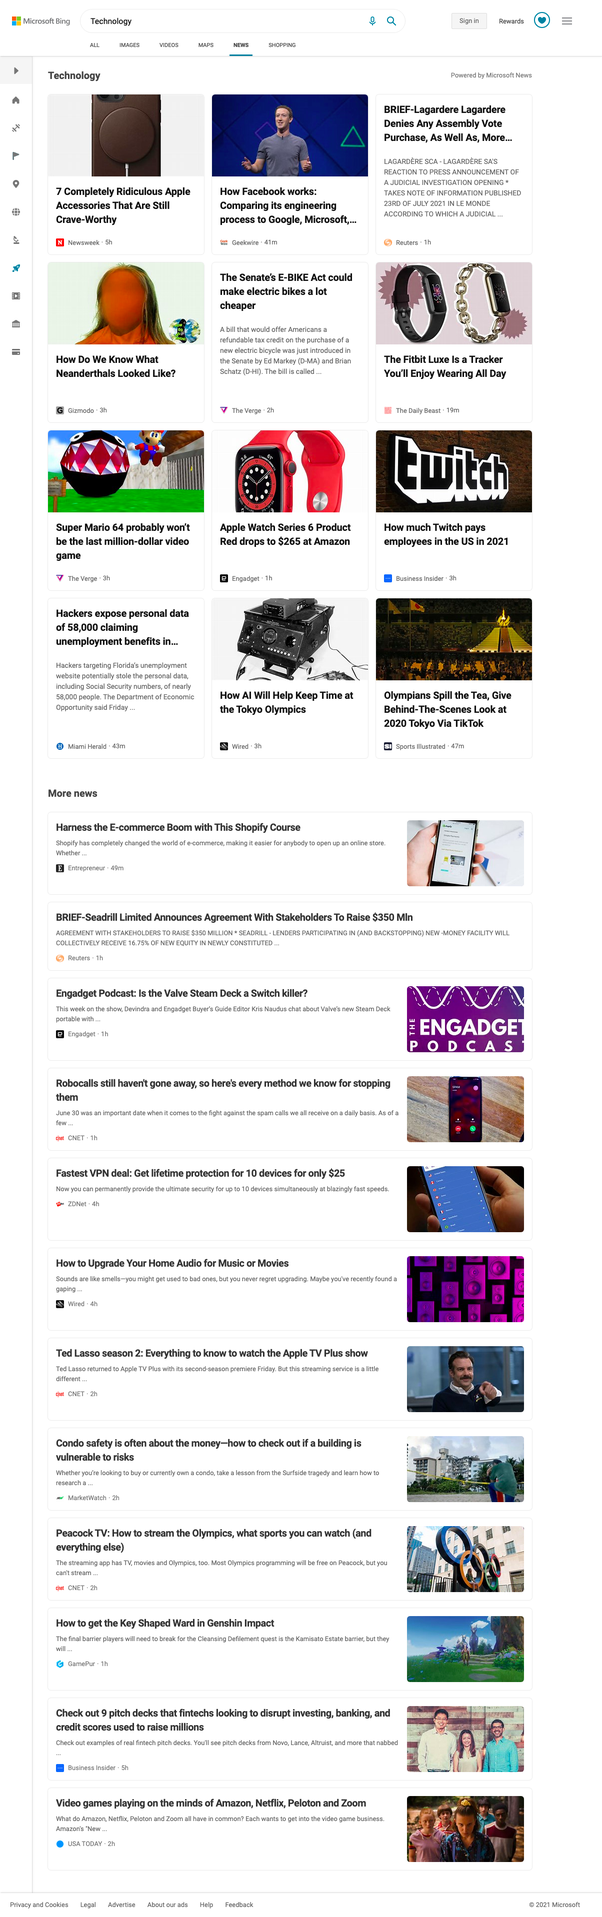 Microsoft Bing
Technology
Sign in
Rewards
ALL
IMAGES
VIDEOS
MAPS
NEWS
SHOPPING
Technology
Powered by Microsoft News
7 Completely Ridiculous Apple
Accessories That Are Still
Crave-Worthy
Newsweek · 5h
How Facebook works:
Comparing its engineering
process to Google, Microsoft,...
Geekwire · 41m
BRIEF-Lagardere Lagardere
Denies Any Assembly Vote
Purchase, As Well As, More...
LAGARDÈRE SCA - LAGARDÈRE SA'S
REACTION TO PRESS ANNOUNCEMENT OF
A JUDICIAL INVESTIGATION OPENING *
TAKES NOTE OF INFORMATION PUBLISHED
23RD OF JULY 2021 IN LE MONDE
ACCORDING TO WHICH A JUDICIAL ...
Reuters · 1h
How Do We Know What
Neanderthals Looked Like?
Gizmodo · 3h
The Senate's E-BIKE Act could
make electric bikes a lot
cheaper
A bill that would offer Americans a
refundable tax credit on the purchase of a
new electric bicycle was just introduced in
the Senate by Ed Markey (D-MA) and Brian
Schatz (D-HI). The bill is called ...
The Verge · 2h
The Fitbit Luxe Is a Tracker
You'll Enjoy Wearing All Day
The Daily Beast · 19m
Super Mario 64 probably won't
be the last million-dollar video
game
The Verge · 3h
Apple Watch Series 6 Product
Red drops to $265 at Amazon
Engadget · 1h
twitch
How much Twitch pays
employees in the US in 2021
Business Insider · 3h
Hackers expose personal data
of 58,000 claiming
unemployment benefits in...
Hackers targeting Florida's unemployment
website potentially stole the personal data,
including Social Security numbers, of nearly
58,000 people. The Department of Economic
Opportunity said Friday ...
Miami Herald · 43m
How AI Will Help Keep Time at
the Tokyo Olympics
Wired · 3h
Olympians Spill the Tea, Give
Behind-The-Scenes Look at
2020 Tokyo Via TikTok
Sports Illustrated · 47m
More news
Harness the E-commerce Boom with This Shopify Course
Shopify has completely changed the world of e-commerce, making it easier for anybody to open up an online store.
Whether ...
Entrepreneur · 49m
BRIEF-Seadrill Limited Announces Agreement With Stakeholders To Raise $350 Mln
AGREEMENT WITH STAKEHOLDERS TO RAISE $350 MILLION * SEADRILL - LENDERS PARTICIPATING IN (AND BACKSTOPPING) NEW -MONEY FACILITY WILL
COLLECTIVELY RECEIVE 16.75% OF NEW EQUITY IN NEWLY CONSTITUTED ...
Reuters · 1h
Engadget Podcast: Is the Valve Steam Deck a Switch killer?
This week on the show, Devindra and Engadget Buyer's Guide Editor Kris Naudus chat about Valve's new Steam Deck
portable with ...
Engadget · 1h
THE ENGADGET
PODCAST
Robocalls still haven't gone away, so here's every method we know for stopping
them
June 30 was an important date when it comes to the fight against the spam calls we all receive on a daily basis. As of a
few ...
CNET · 1h
Fastest VPN deal: Get lifetime protection for 10 devices for only $25
Now you can permanently provide the ultimate security for up to 10 devices simultaneously at blazingly fast speeds.
ZDNet · 4h
How to Upgrade Your Home Audio for Music or Movies
Sounds are like smells—you might get used to bad ones, but you never regret upgrading. Maybe you've recently found a
gaping ...
Wired · 4h
Ted Lasso season 2: Everything to know to watch the Apple TV Plus show
Ted Lasso returned to Apple TV Plus with its second-season premiere Friday. But this streaming service is a little
different ...
CNET · 2h
Condo safety is often about the money—how to check out if a building is
vulnerable to risks
Whether you're looking to buy or currently own a condo, take a lesson from the Surfside tragedy and learn how to
research a ...
MarketWatch · 2h
Peacock TV: How to stream the Olympics, what sports you can watch (and
everything else)
The streaming app has TV, movies and Olympics, too. Most Olympics programming will be free on Peacock, but you
can't stream ...
CNET · 2h
How to get the Key Shaped Ward in Genshin Impact
The final barrier players will need to break for the Cleansing Defilement quest is the Kamisato Estate barrier, but they
will ...
GamePur · 1h
Check out 9 pitch decks that fintechs looking to disrupt investing, banking, and
credit scores used to raise millions
Check out examples of real fintech pitch decks. You'll see pitch decks from Novo, Lance, Altruist, and more that nabbed
...
Business Insider · 5h
Video games playing on the minds of Amazon, Netflix, Peloton and Zoom
What do Amazon, Netflix, Peloton and Zoom all have in common? Each wants to get into the video game business.
Amazon's "New ...
USA TODAY · 2h
Privacy and Cookies
Legal
Advertise
About our ads
Help
Feedback
© 2021 Microsoft